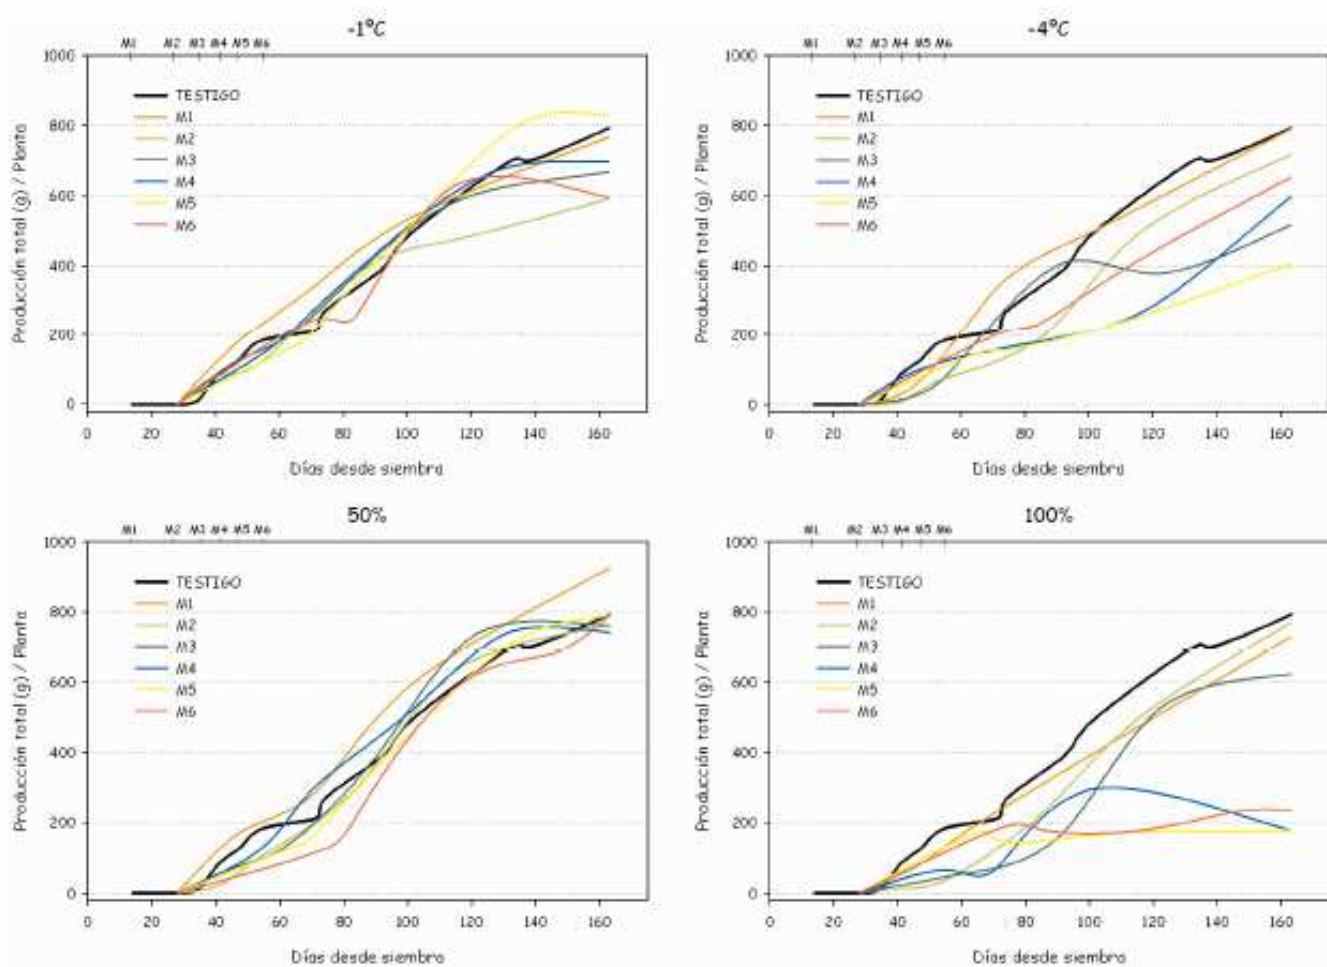 -1°C
M1 M2 M3 M4 M5 M6
1000
800
600
400
200
0
Producción total (g) / Planta
TESTIGO
M1
M2
M3
M4
M5
M6
0 20 40 60 80 100 120 140 160
Días desde siembra
-4°C
M1 M2 M3 M4 M5 M6
1000
800
600
400
200
0
Producción total (g) / Planta
TESTIGO
M1
M2
M3
M4
M5
M6
0 20 40 60 80 100 120 140 160
Días desde siembra
50%
M1 M2 M3 M4 M5 M6
1000
800
600
400
200
0
Producción total (g) / Planta
TESTIGO
M1
M2
M3
M4
M5
M6
0 20 40 60 80 100 120 140 160
Días desde siembra
100%
M1 M2 M3 M4 M5 M6
1000
800
600
400
200
0
Producción total (g) / Planta
TESTIGO
M1
M2
M3
M4
M5
M6
0 20 40 60 80 100 120 140 160
Días desde siembra